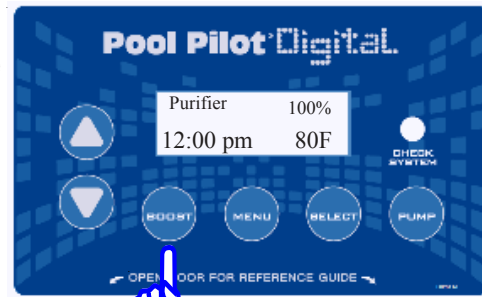 Pool Pilot Digital
Purifier 100%
12:00 pm 80F
CHECK
SYSTEM
BOOST MENU SELECT PUMP
OPEN OOR FOR REFERENCE GUIDE